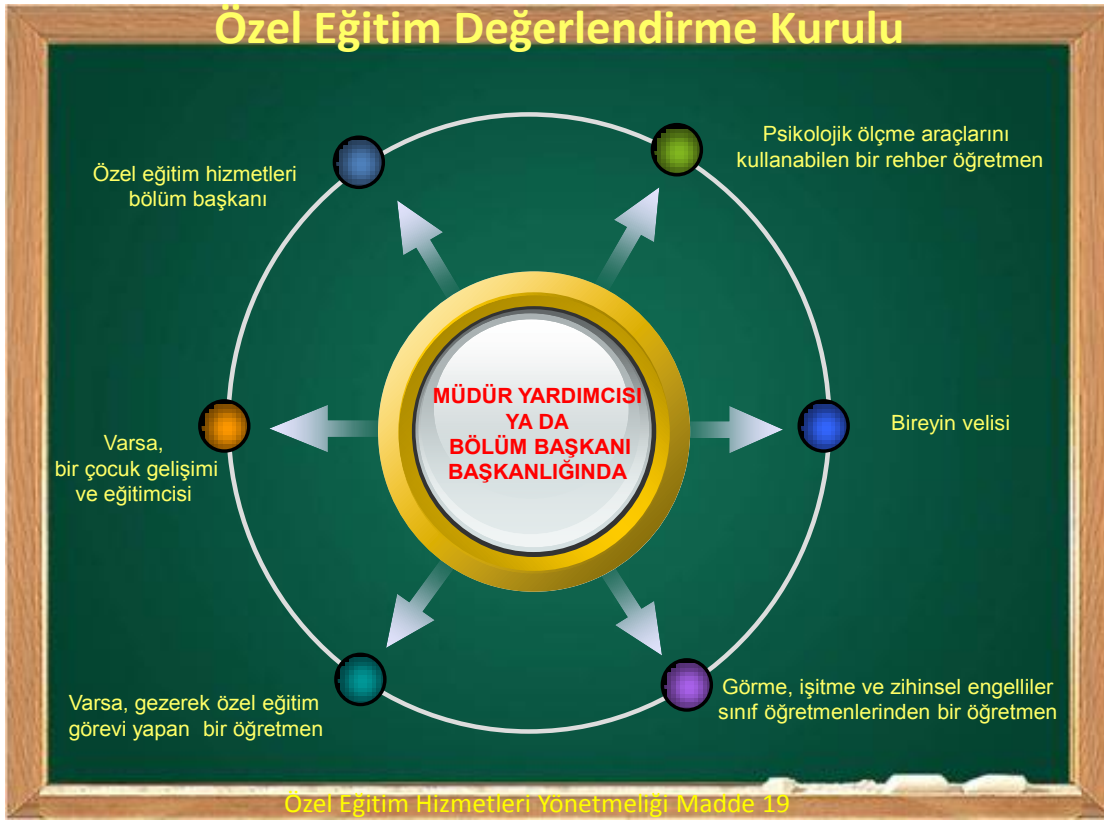 Özel Eğitim Değerlendirme Kurulu
Özel eğitim hizmetleri
bölüm başkanı
Psikolojik ölçme araçlarını
kullanabilen bir rehber öğretmen
MÜDÜR YARDIMCISI
YA DA
BÖLÜM BAŞKANI
BAŞKANLIĞINDA
Varsa,
bir çocuk gelişimi
ve eğitimcisi
Bireyin velisi
Varsa, gezerek özel eğitim
görevi yapan bir öğretmen
Görme, işitme ve zihinsel engelliler
sınıf öğretmenlerinden bir öğretmen
Özel Eğitim Hizmetleri Yönetmeliği Madde 19